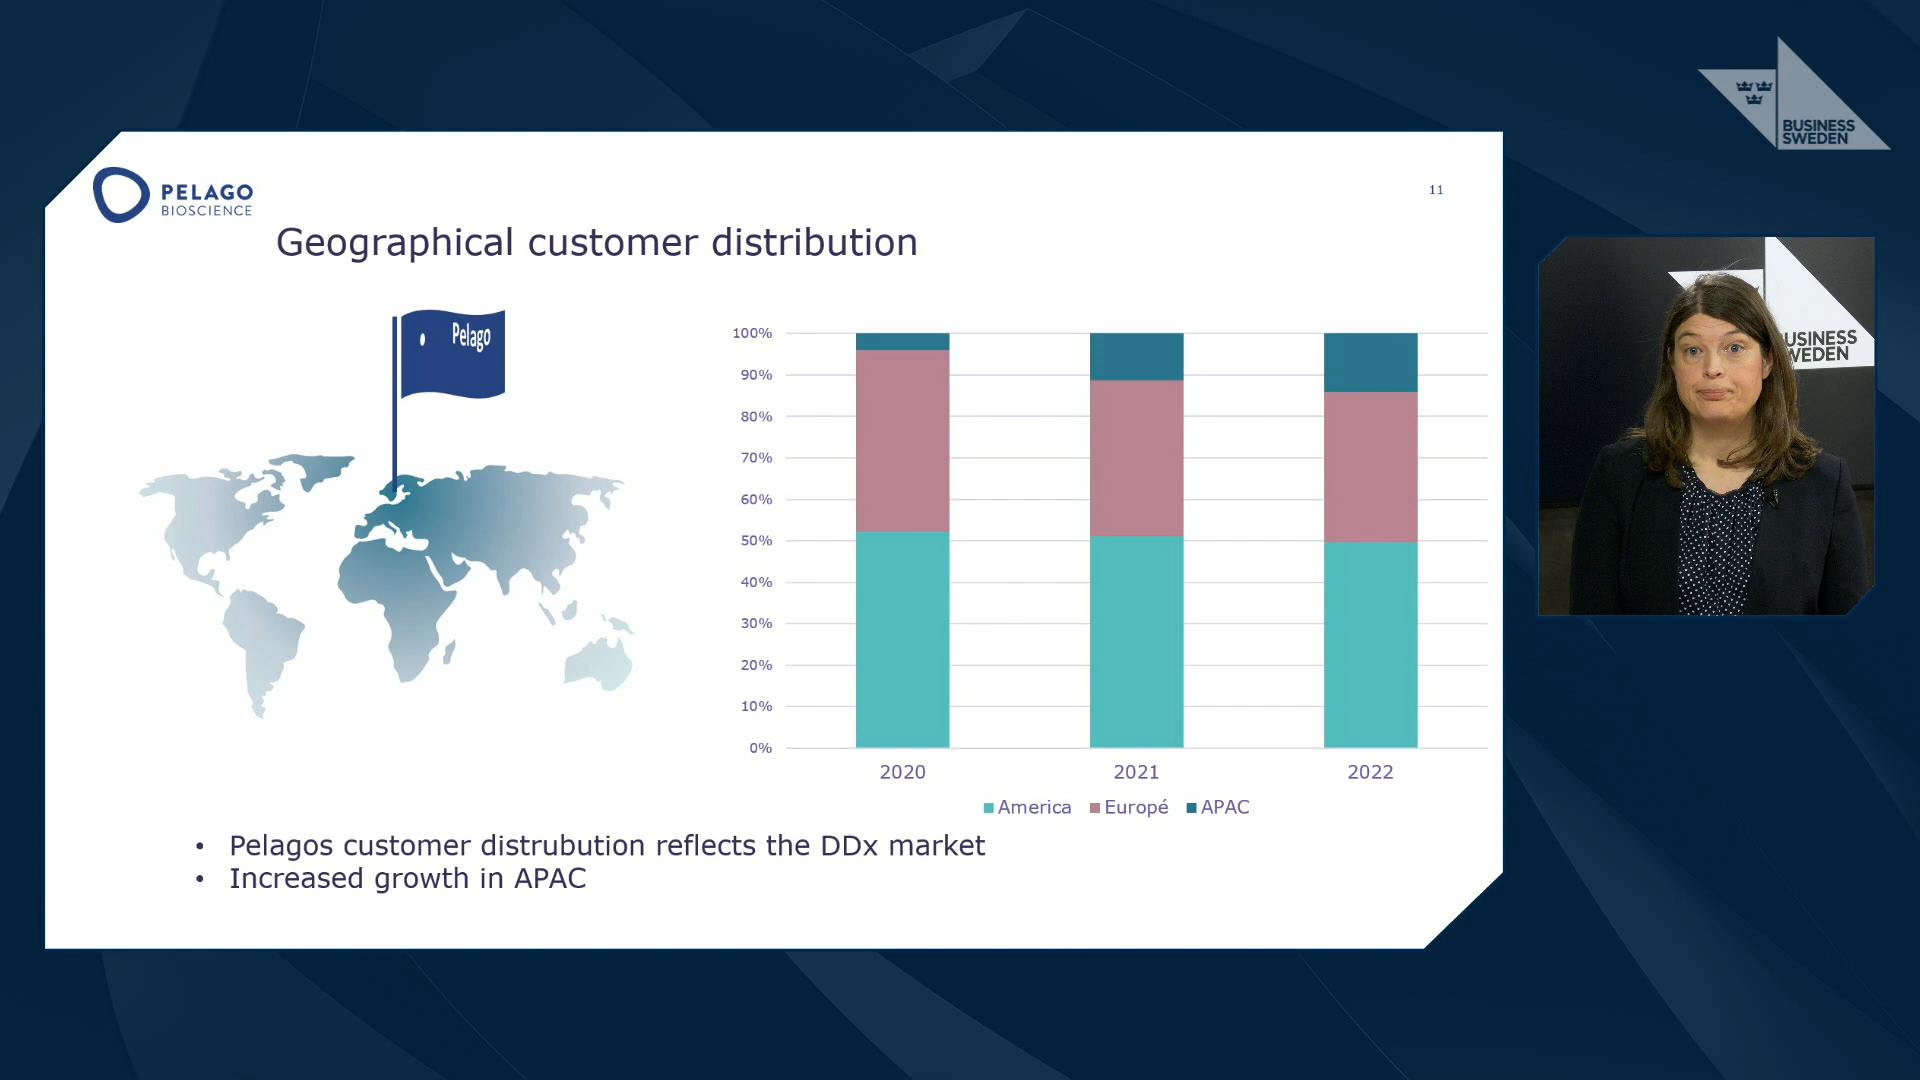 BUSINESS
SWEDEN
PELAGO
BIOSCIENCE
11
Geographical customer distribution
Pelago
100%
90%
80%
70%
60%
50%
40%
30%
20%
10%
0%
2020 2021 2022
America Europé APAC
• Pelagos customer distrubution reflects the DDx market
• Increased growth in APAC
USINESS
WEDEN